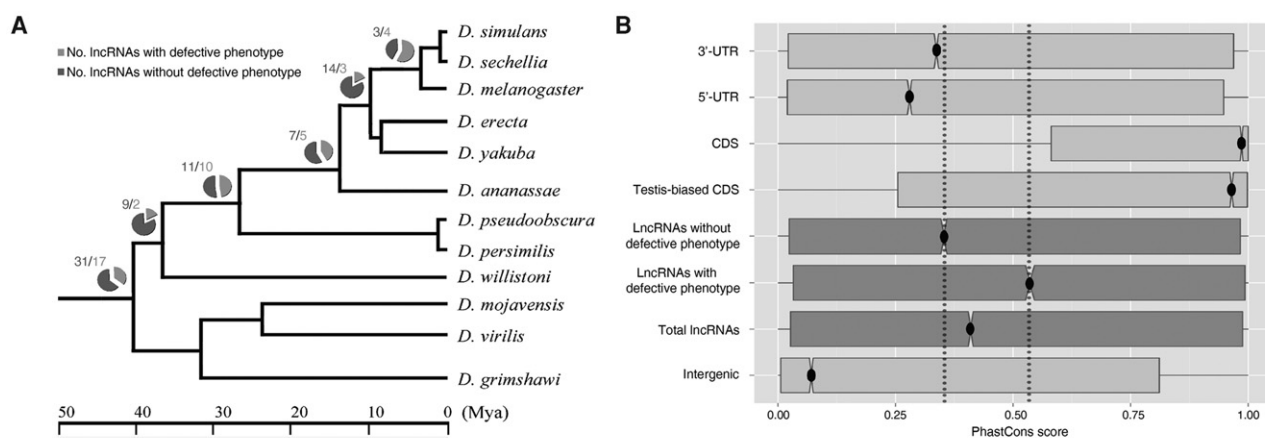 A
No. lncRNAs with defective phenotype
No. lncRNAs without defective phenotype
3/4
14/3
7/5
11/10
9/2
31/17
D. simulans
D. sechellia
D. melanogaster
D. erecta
D. yakuba
D. ananassae
D. pseudoobscura
D. persimilis
D. willistoni
D. mojavensis
D. virilis
D. grimshawi
50 40 30 20 10 0 (Mya)
B
3'-UTR
5'-UTR
CDS
Testis-biased CDS
LncRNAs without
defective phenotype
LncRNAs with
defective phenotype
Total lncRNAs
Intergenic
0.00 0.25 0.50 0.75 1.00
PhastCons score